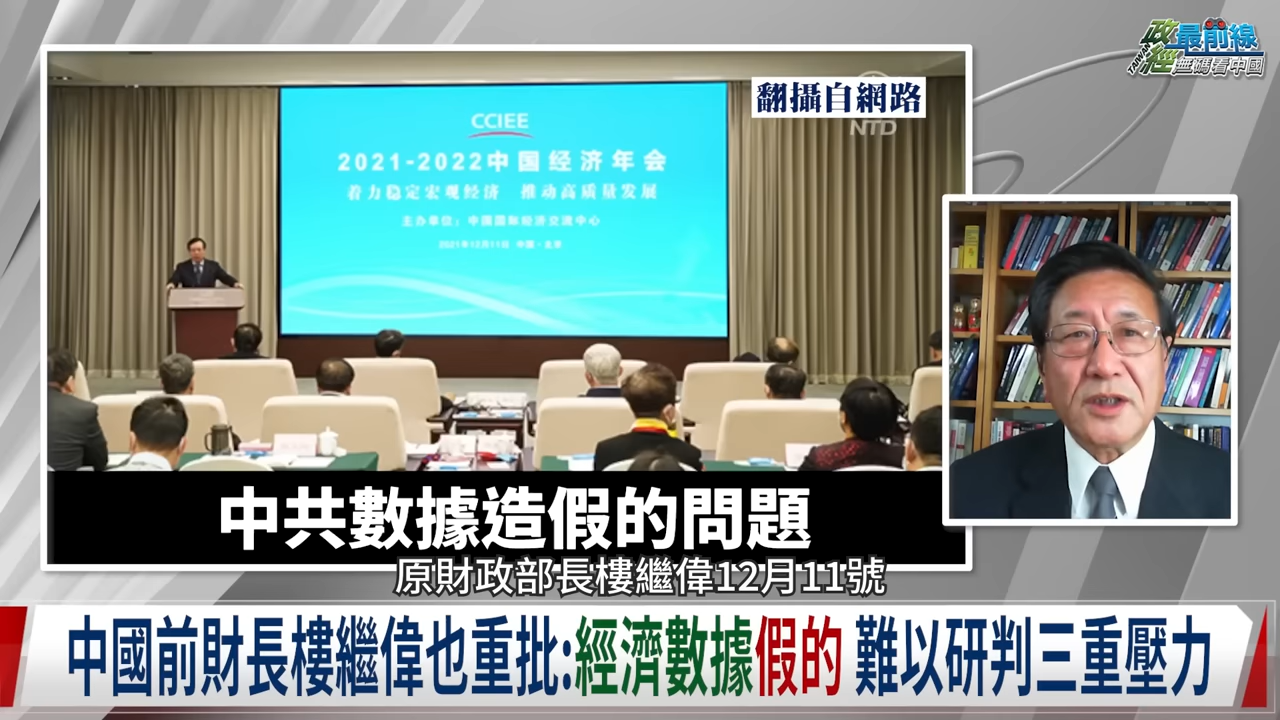 政經最前線
無碼看中國
翻攝自網路
NTD
CCIEE
2021-2022中国经济年会
着力稳定宏观经济 推动高质量发展
主办单位：中国国际经济交流中心
2021年12月11日 中国·北京
中共數據造假的問題
原財政部長樓繼偉12月11號
中國前財長樓繼偉也重批:經濟數據假的 難以研判三重壓力